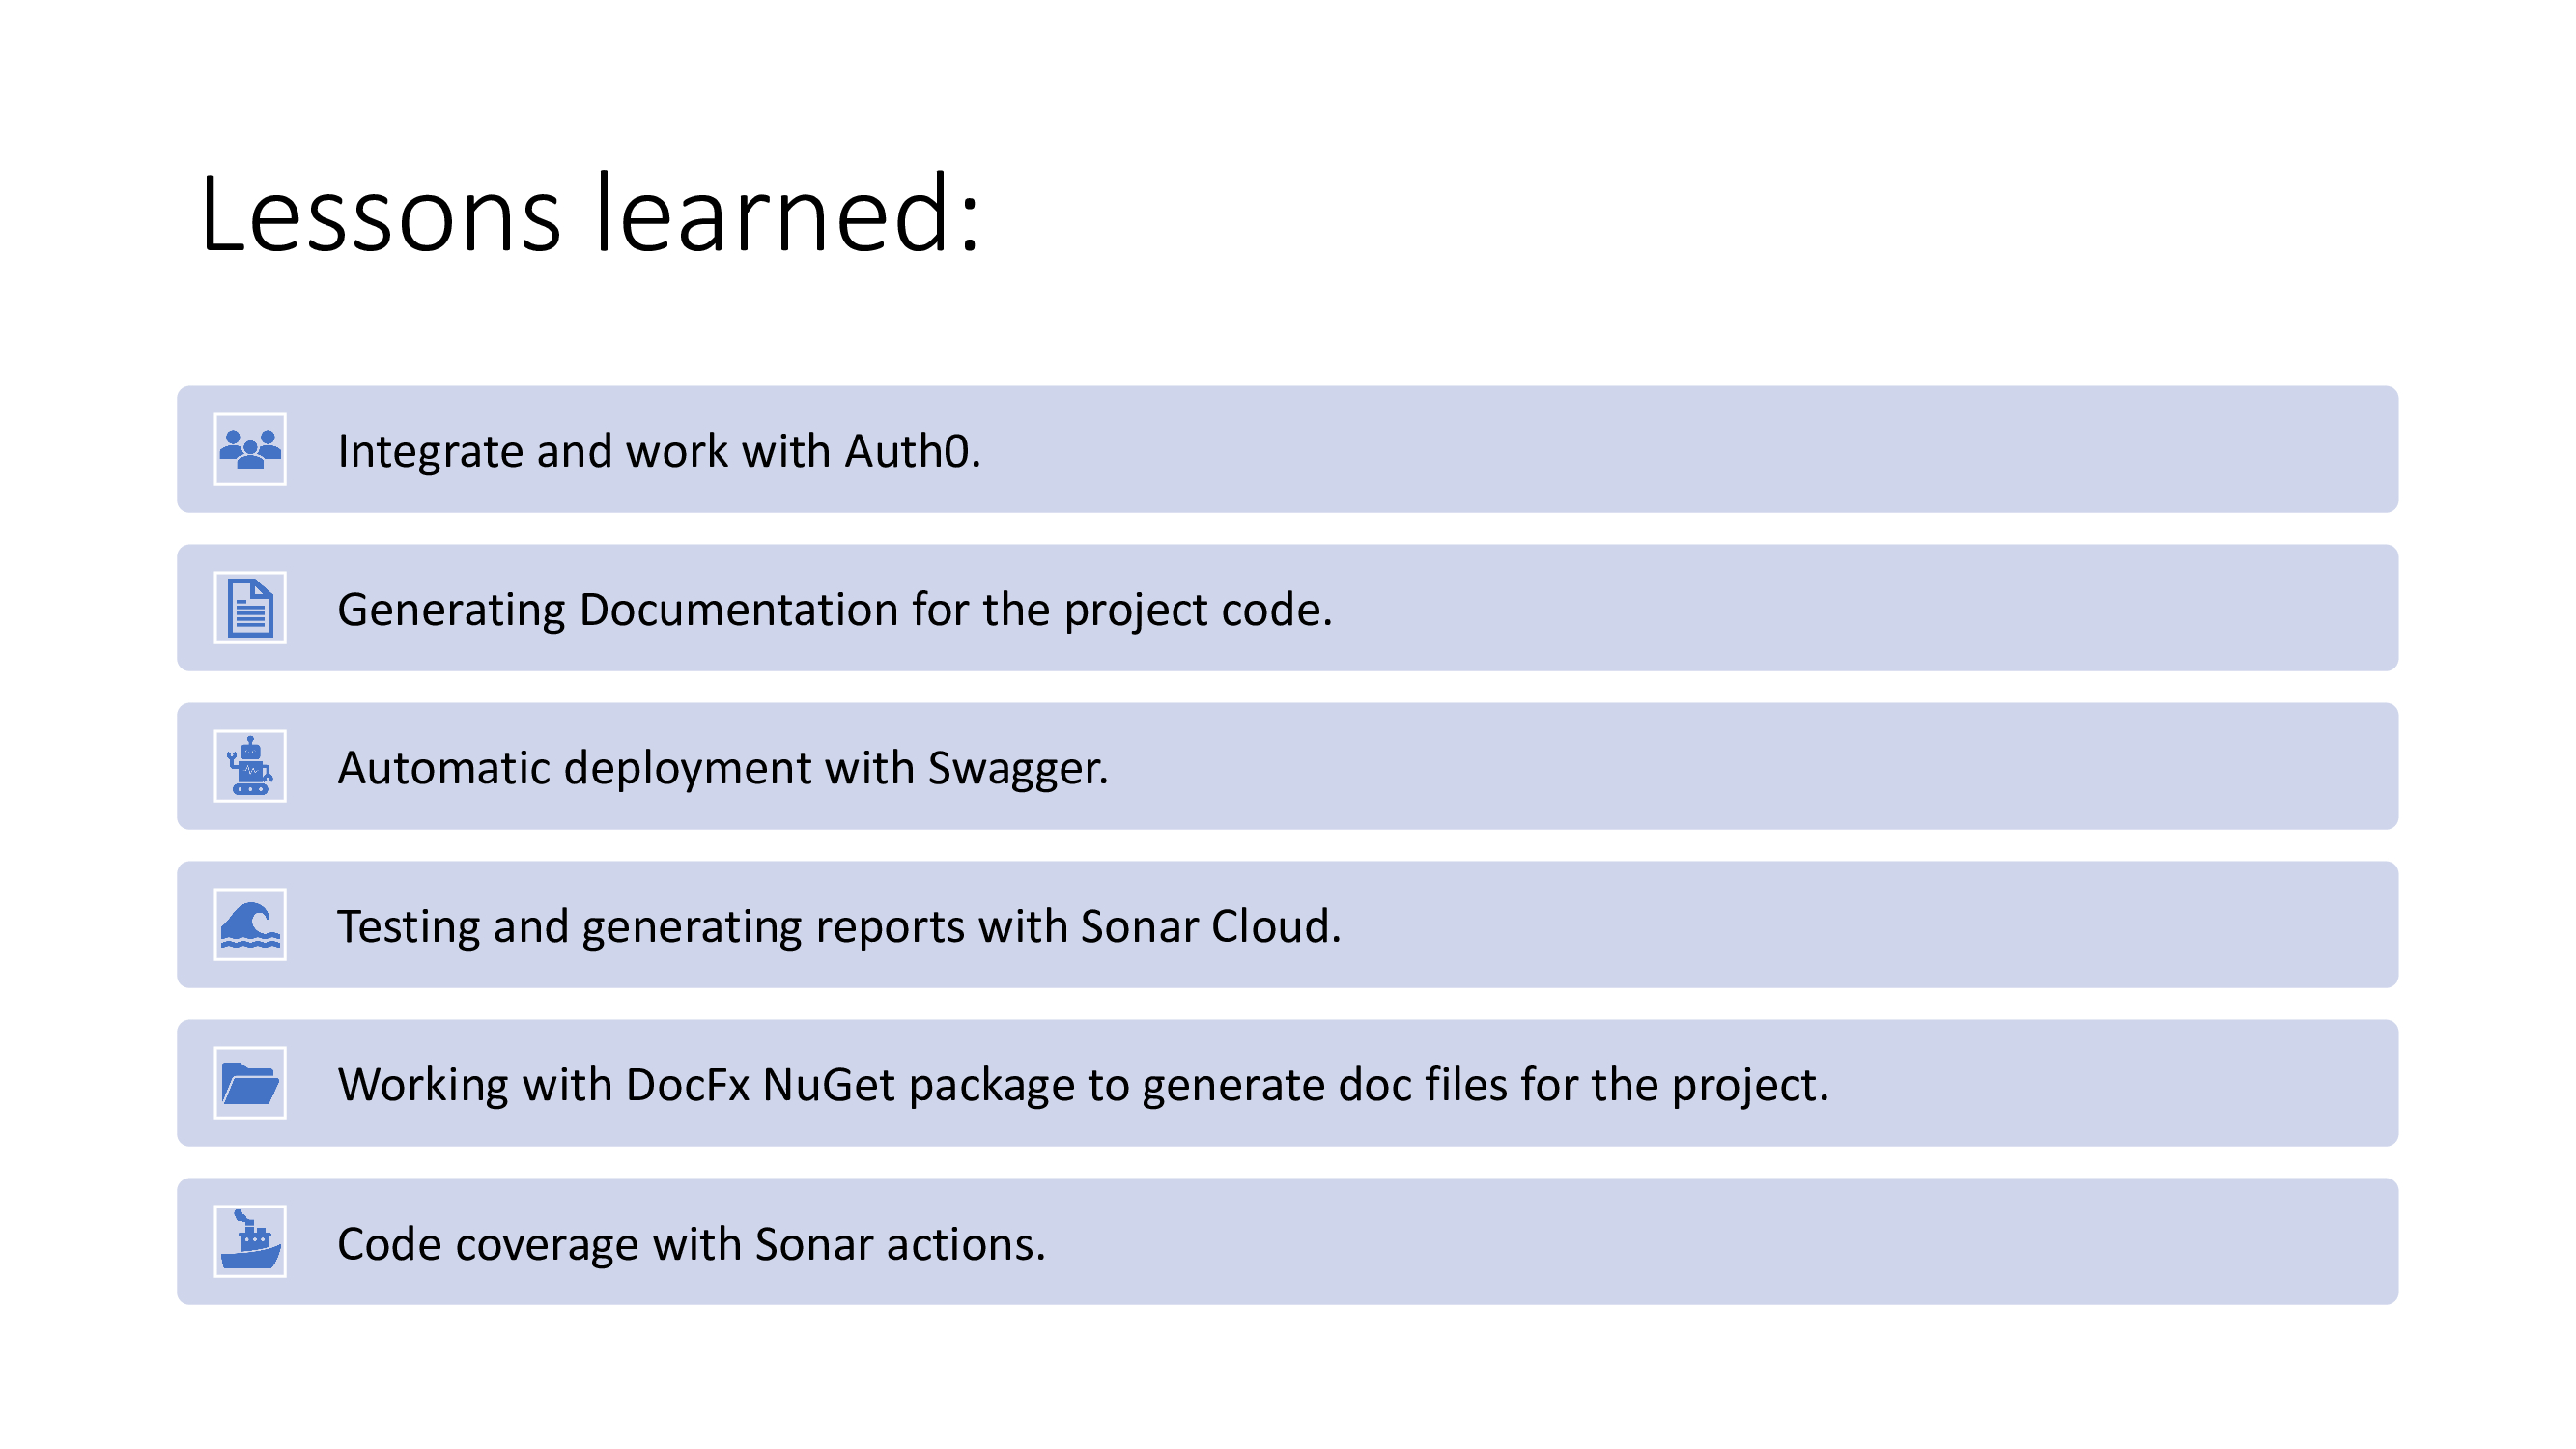 Lessons learned:
Integrate and work with Auth0.
Generating Documentation for the project code.
Automatic deployment with Swagger.
Testing and generating reports with Sonar Cloud.
Working with DocFx NuGet package to generate doc files for the project.
Code coverage with Sonar actions.